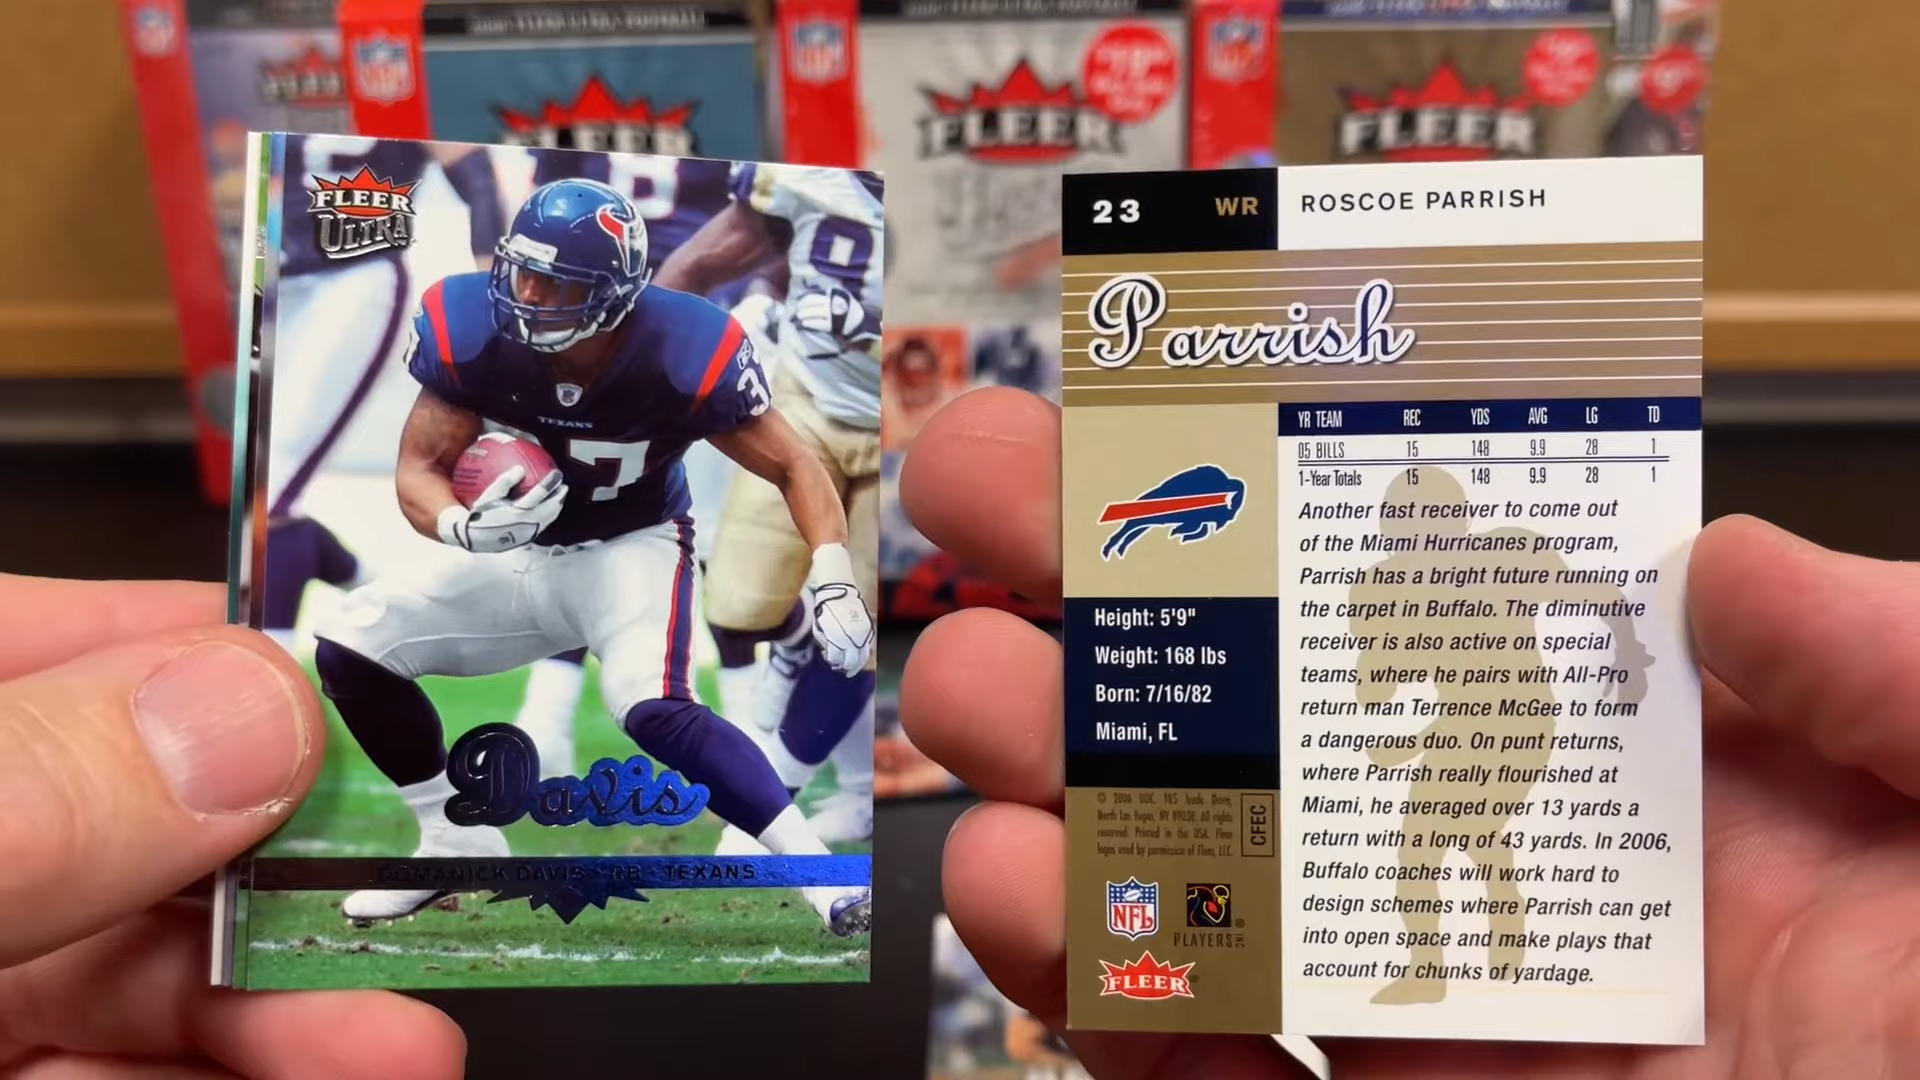 FLEER
FLEER
FLEER
FLEER
ULTRA
TEXANS
37
Davis
DOMANICK DAVIS · RB · TEXANS
23
WR
ROSCOE PARRISH
Parrish
YR TEAM REC YDS AVG LG TD
05 BILLS 15 148 9.9 28 1
1-Year Totals 15 148 9.9 28 1
Height: 5'9"
Weight: 168 lbs
Born: 7/16/82
Miami, FL
Another fast receiver to come out
of the Miami Hurricanes program,
Parrish has a bright future running on
the carpet in Buffalo. The diminutive
receiver is also active on special
teams, where he pairs with All-Pro
return man Terrence McGee to form
a dangerous duo. On punt returns,
where Parrish really flourished at
Miami, he averaged over 13 yards a
return with a long of 43 yards. In 2006,
Buffalo coaches will work hard to
design schemes where Parrish can get
into open space and make plays that
account for chunks of yardage.
© 2006 UDC. 985 Trade Drive,
North Las Vegas, NV 89030. All rights
reserved. Printed in the USA. Fleer
logos used by permission of Fleer, LLC.
CFEC
NFL
PLAYERS INC
FLEER